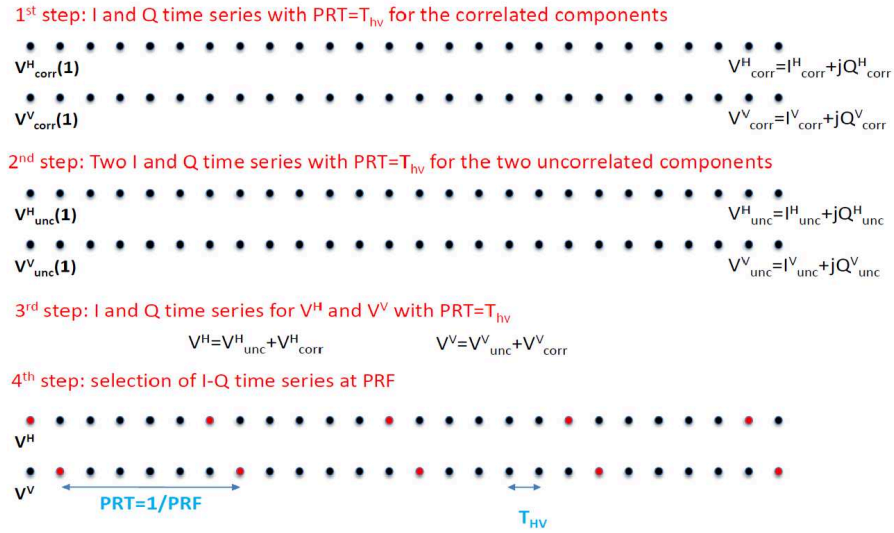 1st step: I and Q time series with PRT=Thv for the correlated components
VHcorr(1)
VHcorr=IHcorr+jQHcorr
VVcorr(1)
VVcorr=IVcorr+jQVcorr
2nd step: Two I and Q time series with PRT=Thv for the two uncorrelated components
VHunc(1)
VHunc=IHunc+jQHunc
VVunc(1)
VVunc=IVunc+jQVunc
3rd step: I and Q time series for VH and VV with PRT=Thv
VH=VHunc+VHcorr VV=VVunc+VVcorr
4th step: selection of I-Q time series at PRF
VH
VV
PRT=1/PRF
THV